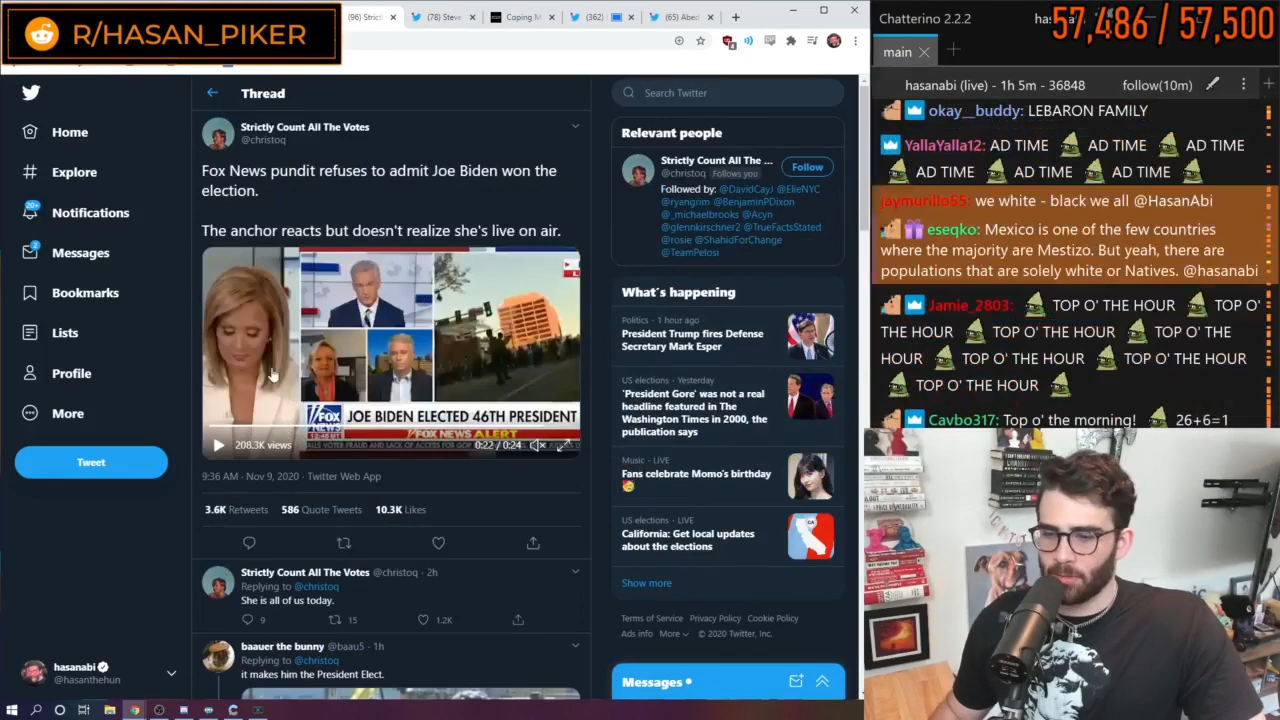 R/HASAN_PIKER
(96) Strictl
(78) Steve
Coping M
(362)
(65) Abed
Thread
Search Twitter
Home
Explore
Notifications
20+
Messages
2
Bookmarks
Lists
Profile
More
Tweet
hasanabi
@hasanthehun
Strictly Count All The Votes
@christoq
Fox News pundit refuses to admit Joe Biden won the
election.
The anchor reacts but doesn't realize she's live on air.
FOX
NEWS
JOE BIDEN ELECTED 46TH PRESIDENT
FOX NEWS ALERT
208.3K views
0:22 / 0:24
9:36 AM · Nov 9, 2020 · Twitter Web App
3.6K Retweets 586 Quote Tweets 10.3K Likes
Strictly Count All The Votes @christoq · 2h
Replying to @christoq
She is all of us today.
9 15 1.2K
baauer the bunny @baau5 · 1h
Replying to @christoq
it makes him the President Elect.
Relevant people
Strictly Count All The ...
@christoq Follows you
Follow
Followed by: @DavidCayJ @ElieNYC
@ryangrim @BenjaminPDixon
@_michaelbrooks @Acyn
@glennkirschner2 @TrueFactsStated
@rosie @ShahidForChange
@TeamPelosi
What's happening
Politics · 1 hour ago
President Trump fires Defense
Secretary Mark Esper
US elections · Yesterday
'President Gore' was not a real
headline featured in The
Washington Times in 2000, the
publication says
Music · LIVE
Fans celebrate Momo's birthday
US elections · LIVE
California: Get local updates
about the elections
Show more
Terms of Service Privacy Policy Cookie Policy
Ads info More © 2020 Twitter, Inc.
Messages
Chatterino 2.2.2
57,486 / 57,500
main
hasanabi (live) - 1h 5m - 36848
follow(10m)
okay__buddy: LEBARON FAMILY
YallaYalla12: AD TIME AD TIME AD TIME
AD TIME AD TIME AD TIME
jaymurillo55: we white - black we all @HasanAbi
eseqko: Mexico is one of the few countries
where the majority are Mestizo. But yeah, there are
populations that are solely white or Natives. @hasanabi
Jamie_2803: TOP O' THE HOUR TOP O'
THE HOUR TOP O' THE HOUR TOP O' THE
HOUR TOP O' THE HOUR TOP O' THE HOUR
TOP O' THE HOUR
Cavbo317: Top o' the morning! 26+6=1